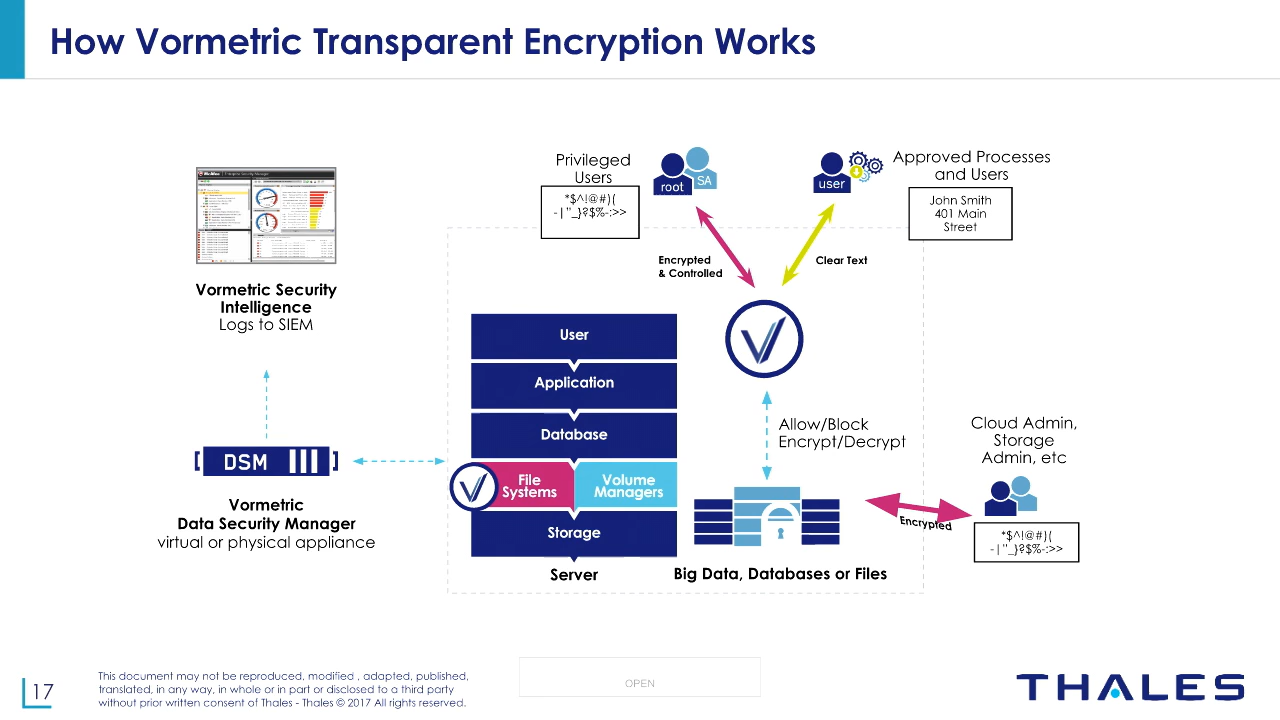 How Vormetric Transparent Encryption Works
Privileged
Users
*$^!@#)(
-|"_}?$%-:>>
root
SA
user
Approved Processes
and Users
John Smith
401 Main
Street
Encrypted
& Controlled
Clear Text
Vormetric Security
Intelligence
Logs to SIEM
DSM
Vormetric
Data Security Manager
virtual or physical appliance
User
Application
Database
File
Systems
Volume
Managers
Storage
Server
Allow/Block
Encrypt/Decrypt
Big Data, Databases or Files
Cloud Admin,
Storage
Admin, etc
Encrypted
*$^!@#)(
-|"_}?$%-:>>
17
This document may not be reproduced, modified , adapted, published,
translated, in any way, in whole or in part or disclosed to a third party
without prior written consent of Thales - Thales © 2017 All rights reserved.
OPEN
THALES